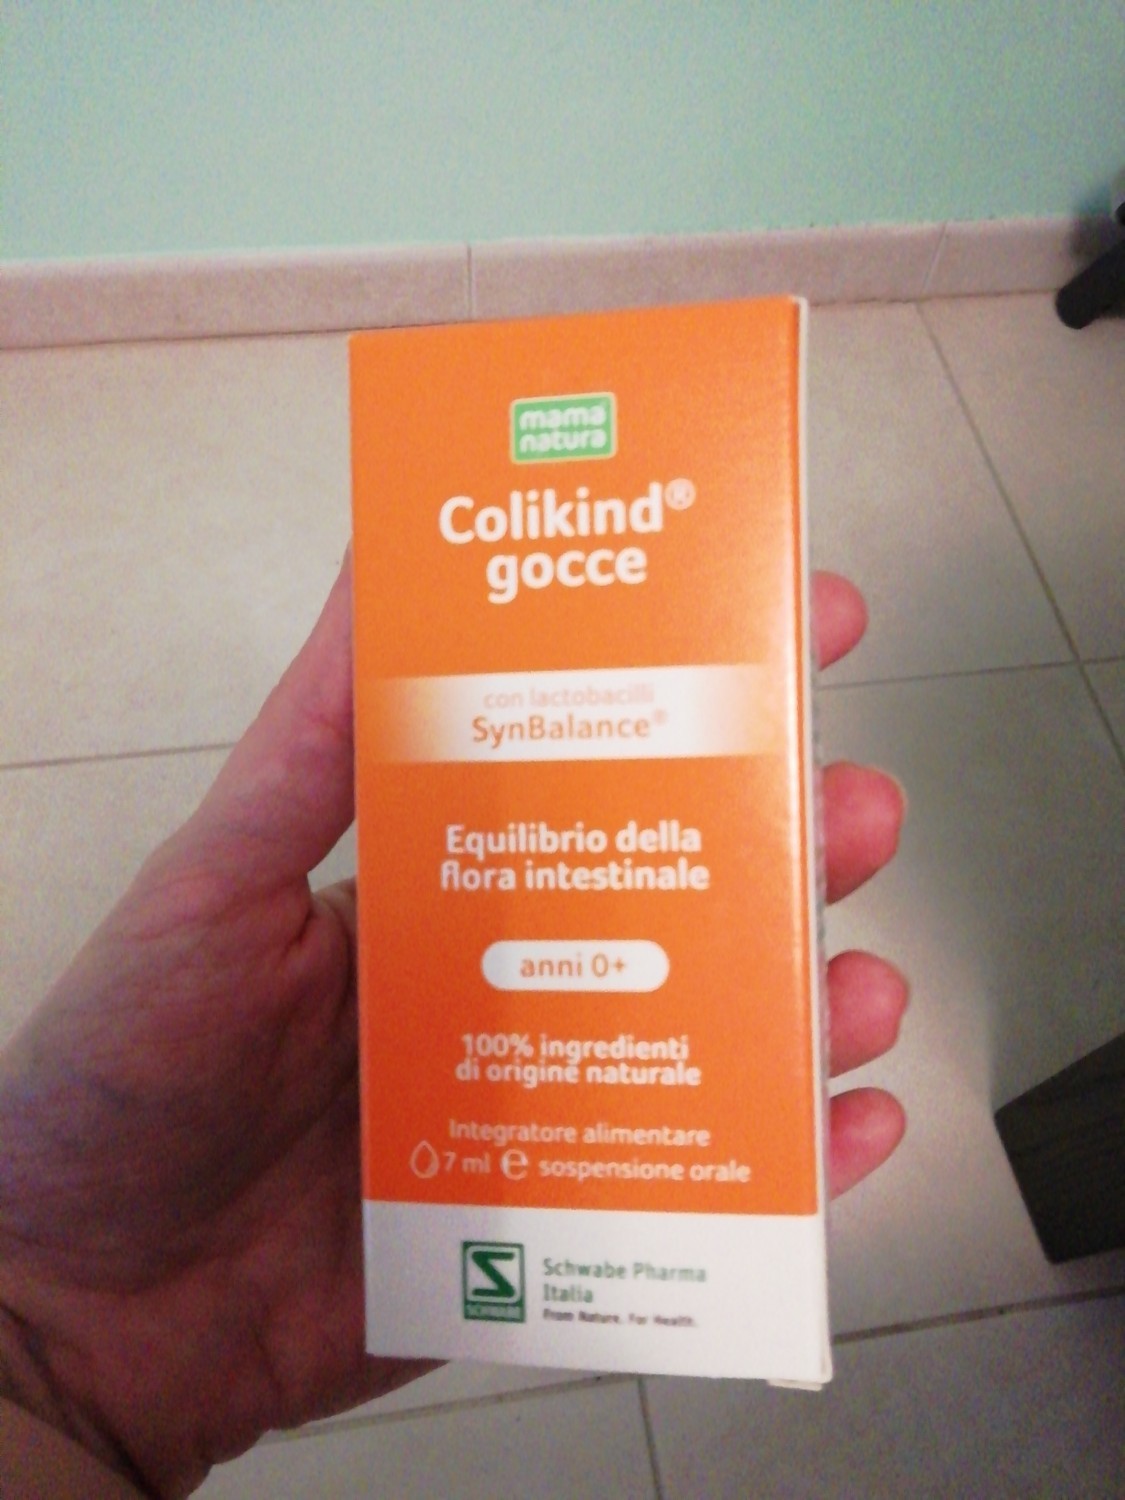 mama
natura
Colikind®
gocce
con lactobacilli
SynBalance®
Equilibrio della
flora intestinale
anni 0+
100% ingredienti
di origine naturale
Integratore alimentare
7 ml e sospensione orale
SCHWABE
Schwabe Pharma
Italia
From Nature. For Health.